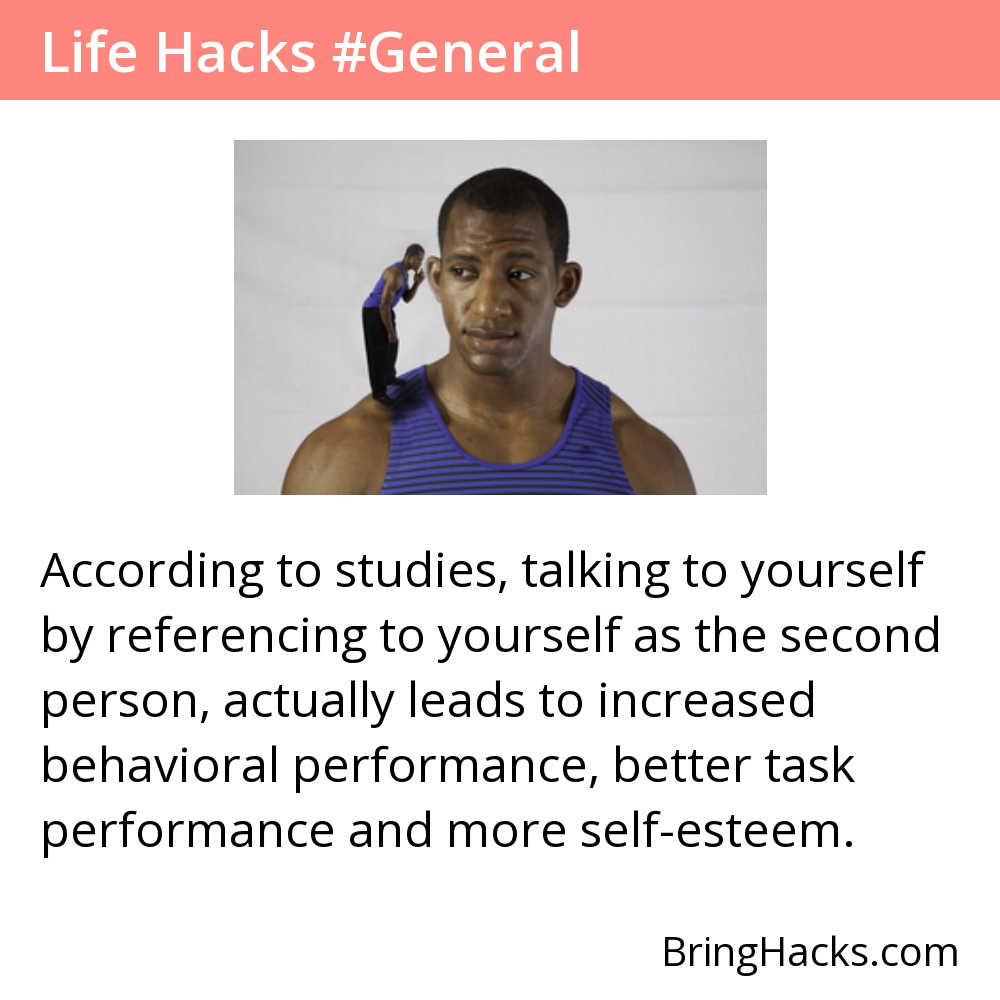 Life Hacks #General
According to studies, talking to yourself
by referencing to yourself as the second
person, actually leads to increased
behavioral performance, better task
performance and more self-esteem.
BringHacks.com